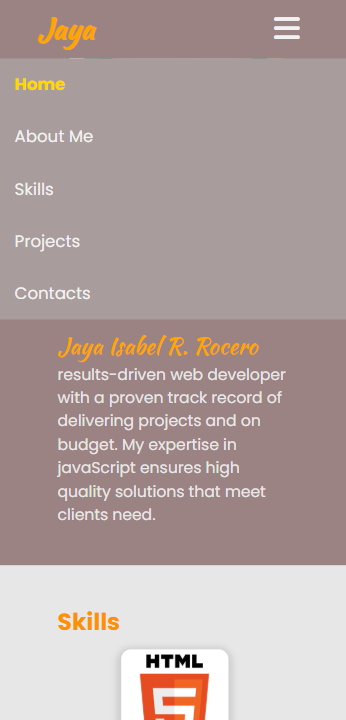 Jaya
Home
About Me
Skills
Projects
Contacts
Jaya Isabel R. Rocero
results-driven web developer
with a proven track record of
delivering projects and on
budget. My expertise in
javaScript ensures high
quality solutions that meet
clients need.
Skills
HTML